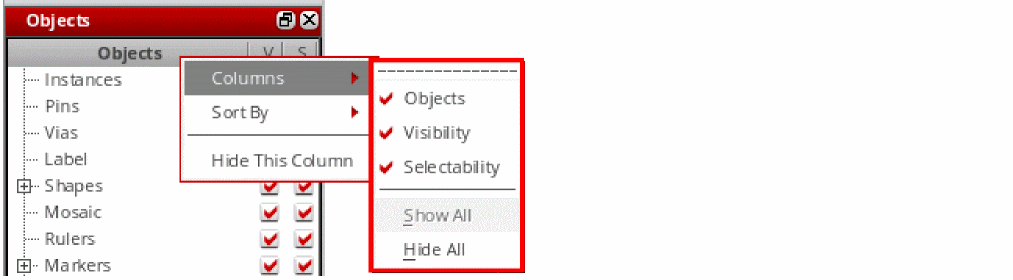 Objects
Objects V S
Instances
Pins
Vias
Label
Shapes
Mosaic
Rulers
Markers
Columns
Sort By
Hide This Column
Objects
Visibility
Selectability
Show All
Hide All